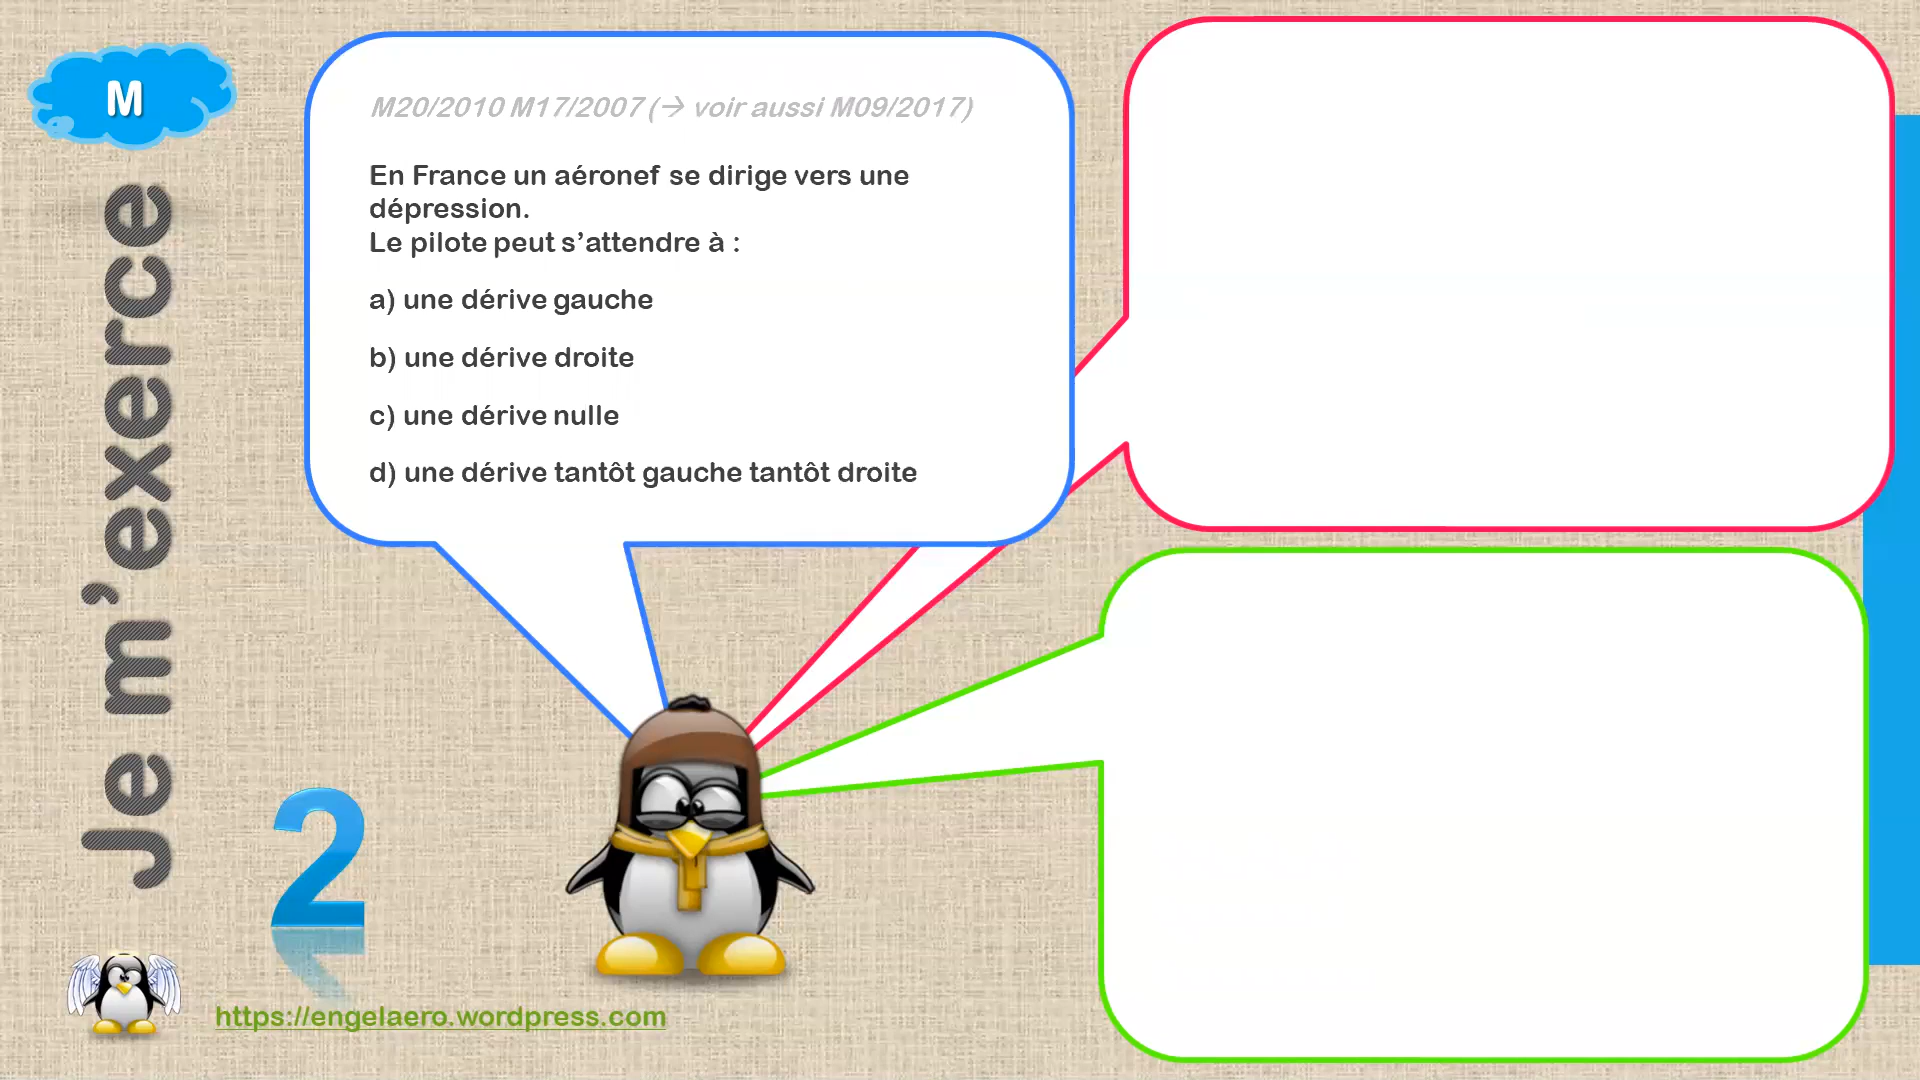 M
Je m'exerce
M20/2010 M17/2007 (→ voir aussi M09/2017)
En France un aéronef se dirige vers une
dépression.
Le pilote peut s'attendre à :
a) une dérive gauche
b) une dérive droite
c) une dérive nulle
d) une dérive tantôt gauche tantôt droite
2
https://engelaero.wordpress.com